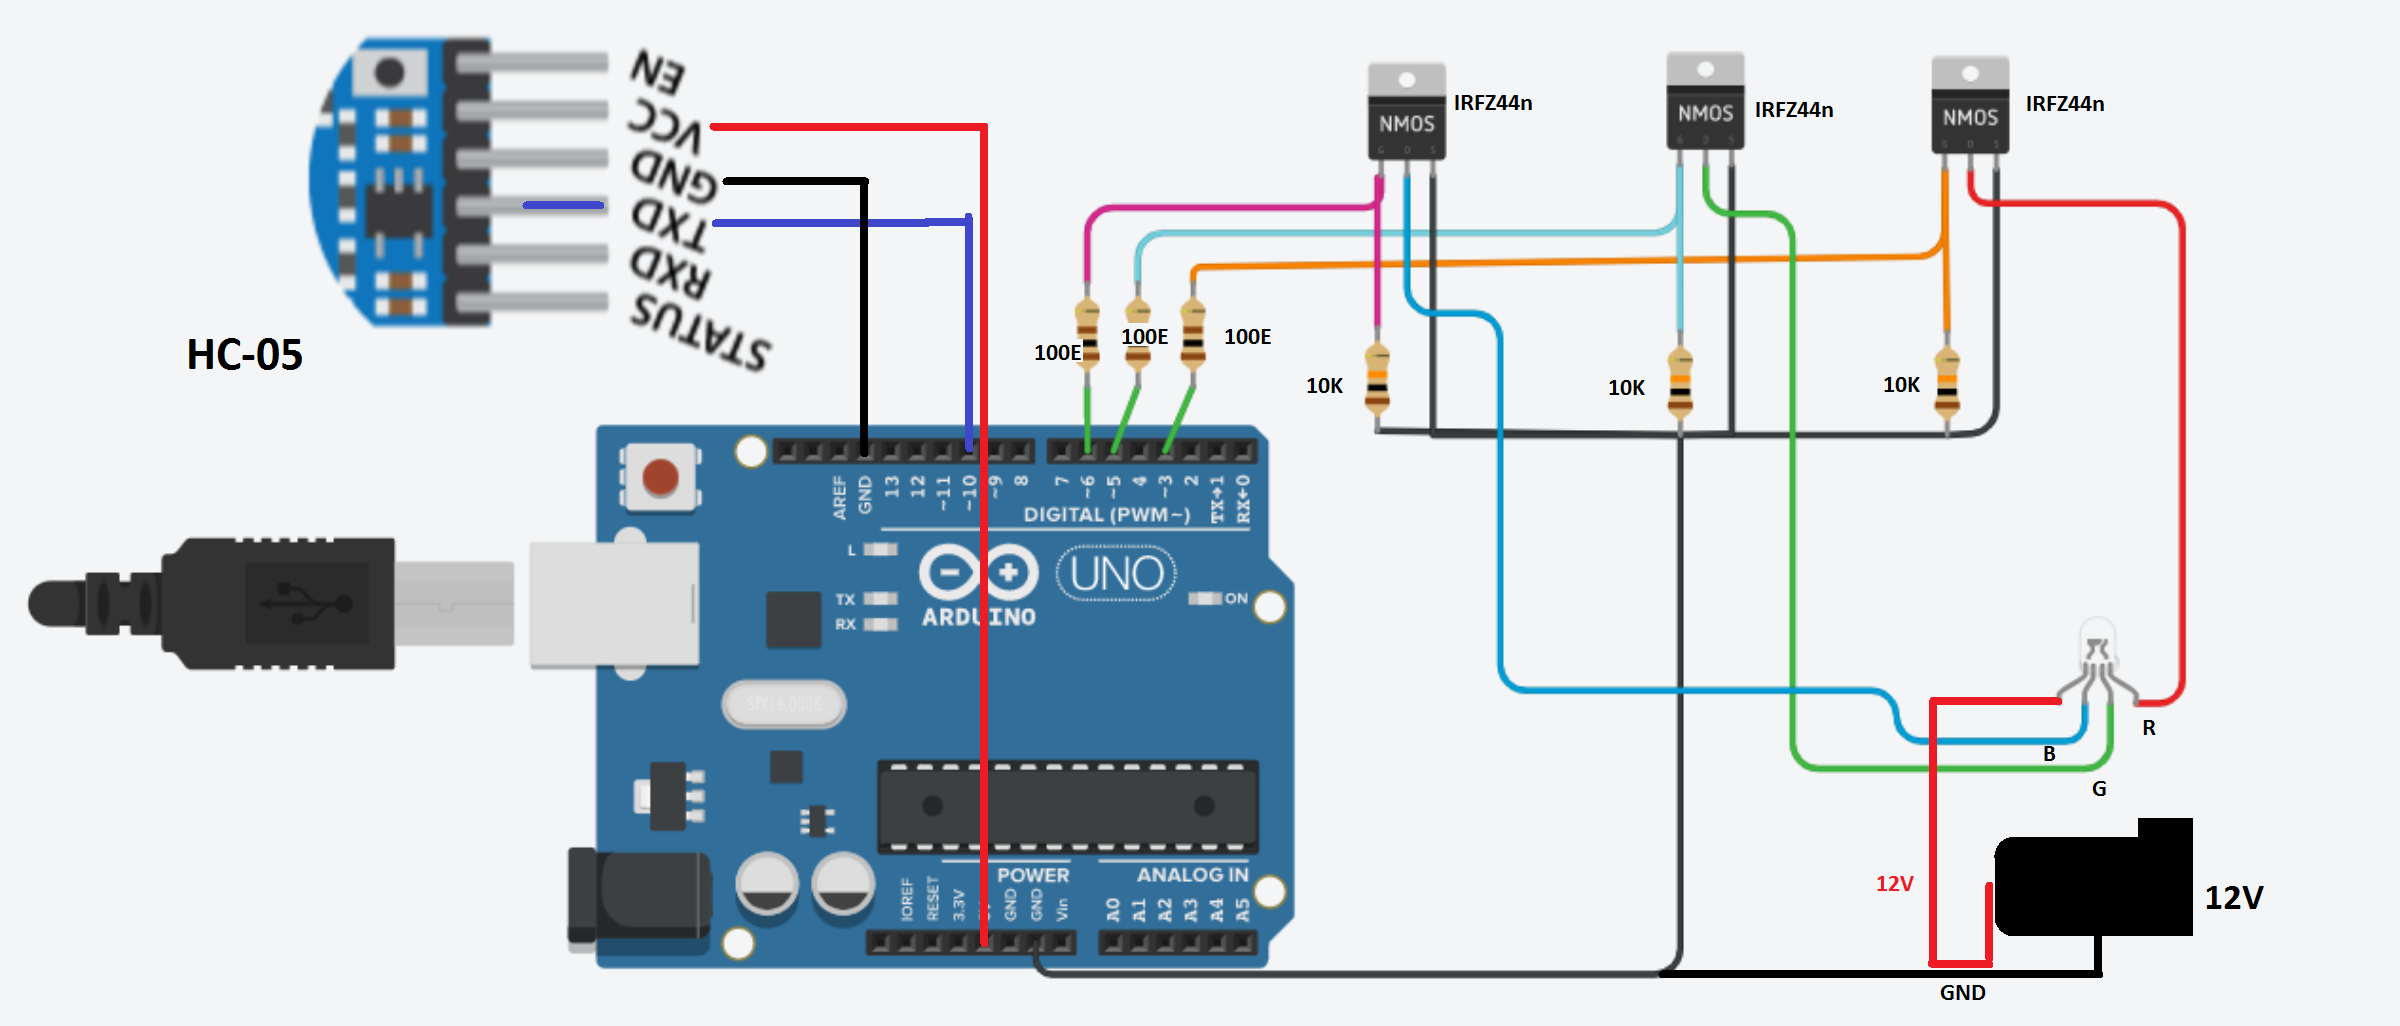 EN
VCC
GND
TXD
RXD
STATUS
HC-05
NMOS
G D S
IRFZ44n
NMOS
G D S
IRFZ44n
NMOS
G D S
IRFZ44n
100E
100E
100E
10K
10K
10K
AREF
GND
13
12
~11
~10
~9
8
7
~6
~5
4
~3
2
TX→1
RX←0
DIGITAL (PWM~)
L
TX
RX
ARDUINO
UNO
ON
SPK16.000G
IOREF
RESET
3.3V
GND
GND
Vin
POWER
ANALOG IN
A0
A1
A2
A3
A4
A5
R
B
G
12V
12V
GND